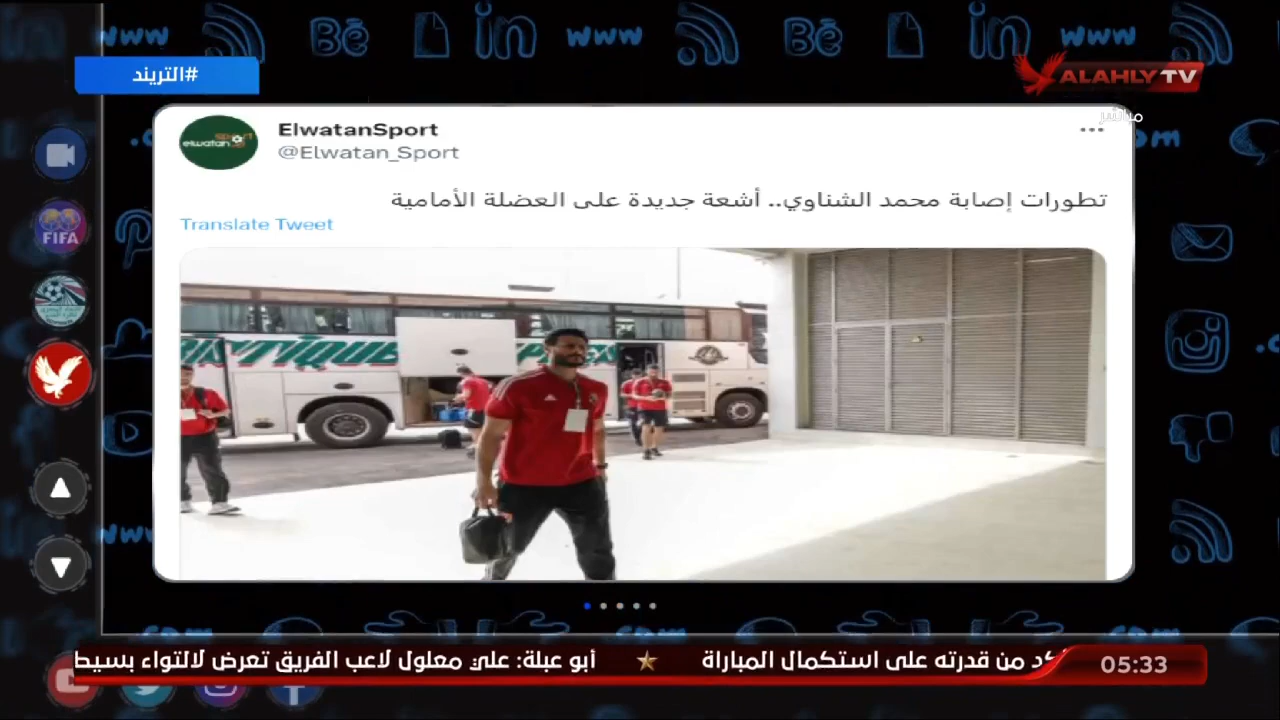 #التريند
ALAHLY TV
مباشر
ElwatanSport
@Elwatan_Sport
تطورات إصابة محمد الشناوي.. أشعة جديدة على العضلة الأمامية
Translate Tweet
FIFA
من قدرته على استكمال المباراة ★ أبو عبلة: علي معلول لاعب الفريق تعرض لالتواء بسيط
05:33